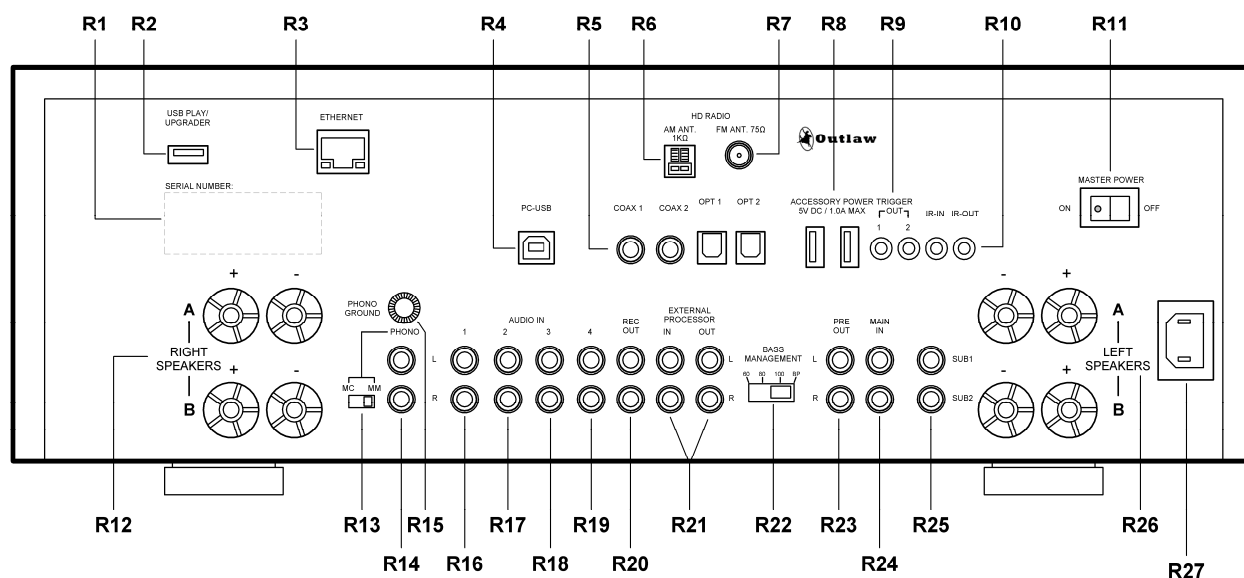 R1 R2 R3 R4 R5 R6 R7 R8 R9 R10 R11
USB PLAY/
UPGRADER
ETHERNET
HD RADIO
AM ANT.
1KΩ
FM ANT. 75Ω
Outlaw
MASTER POWER
ON
OFF
SERIAL NUMBER:
PC-USB
COAX 1
COAX 2
OPT 1
OPT 2
ACCESSORY POWER
5V DC / 1.0A MAX
TRIGGER
OUT
1
2
IR-IN
IR-OUT
+
-
A
RIGHT
SPEAKERS
+
-
B
PHONO
GROUND
PHONO
MC
MM
AUDIO IN
1
2
3
4
REC
OUT
EXTERNAL
PROCESSOR
IN
OUT
L
R
L
R
BASS
MANAGEMENT
60
80
100
BP
PRE
OUT
MAIN
IN
L
R
SUB1
SUB2
-
+
A
LEFT
SPEAKERS
-
+
B
R12 R13 R15 R17 R19 R21 R22 R23 R25 R26
R14 R16 R18 R20 R24 R27